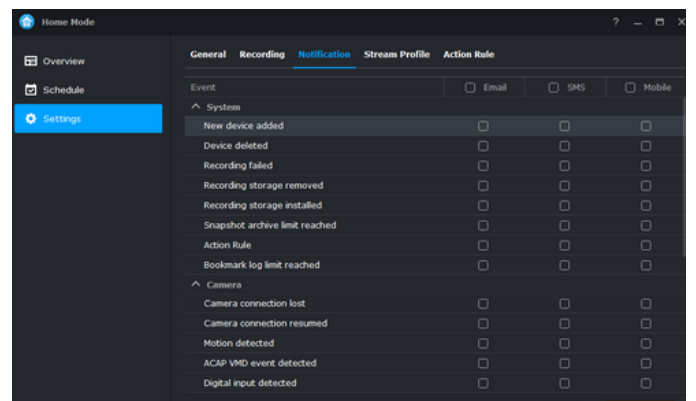 Home Mode
Overview
Schedule
Settings
General Recording Notification Stream Profile Action Rule
Event Email SMS Mobile
System
New device added
Device deleted
Recording failed
Recording storage removed
Recording storage installed
Snapshot archive limit reached
Action Rule
Bookmark log limit reached
Camera
Camera connection lost
Camera connection resumed
Motion detected
ACAP VMD event detected
Digital input detected